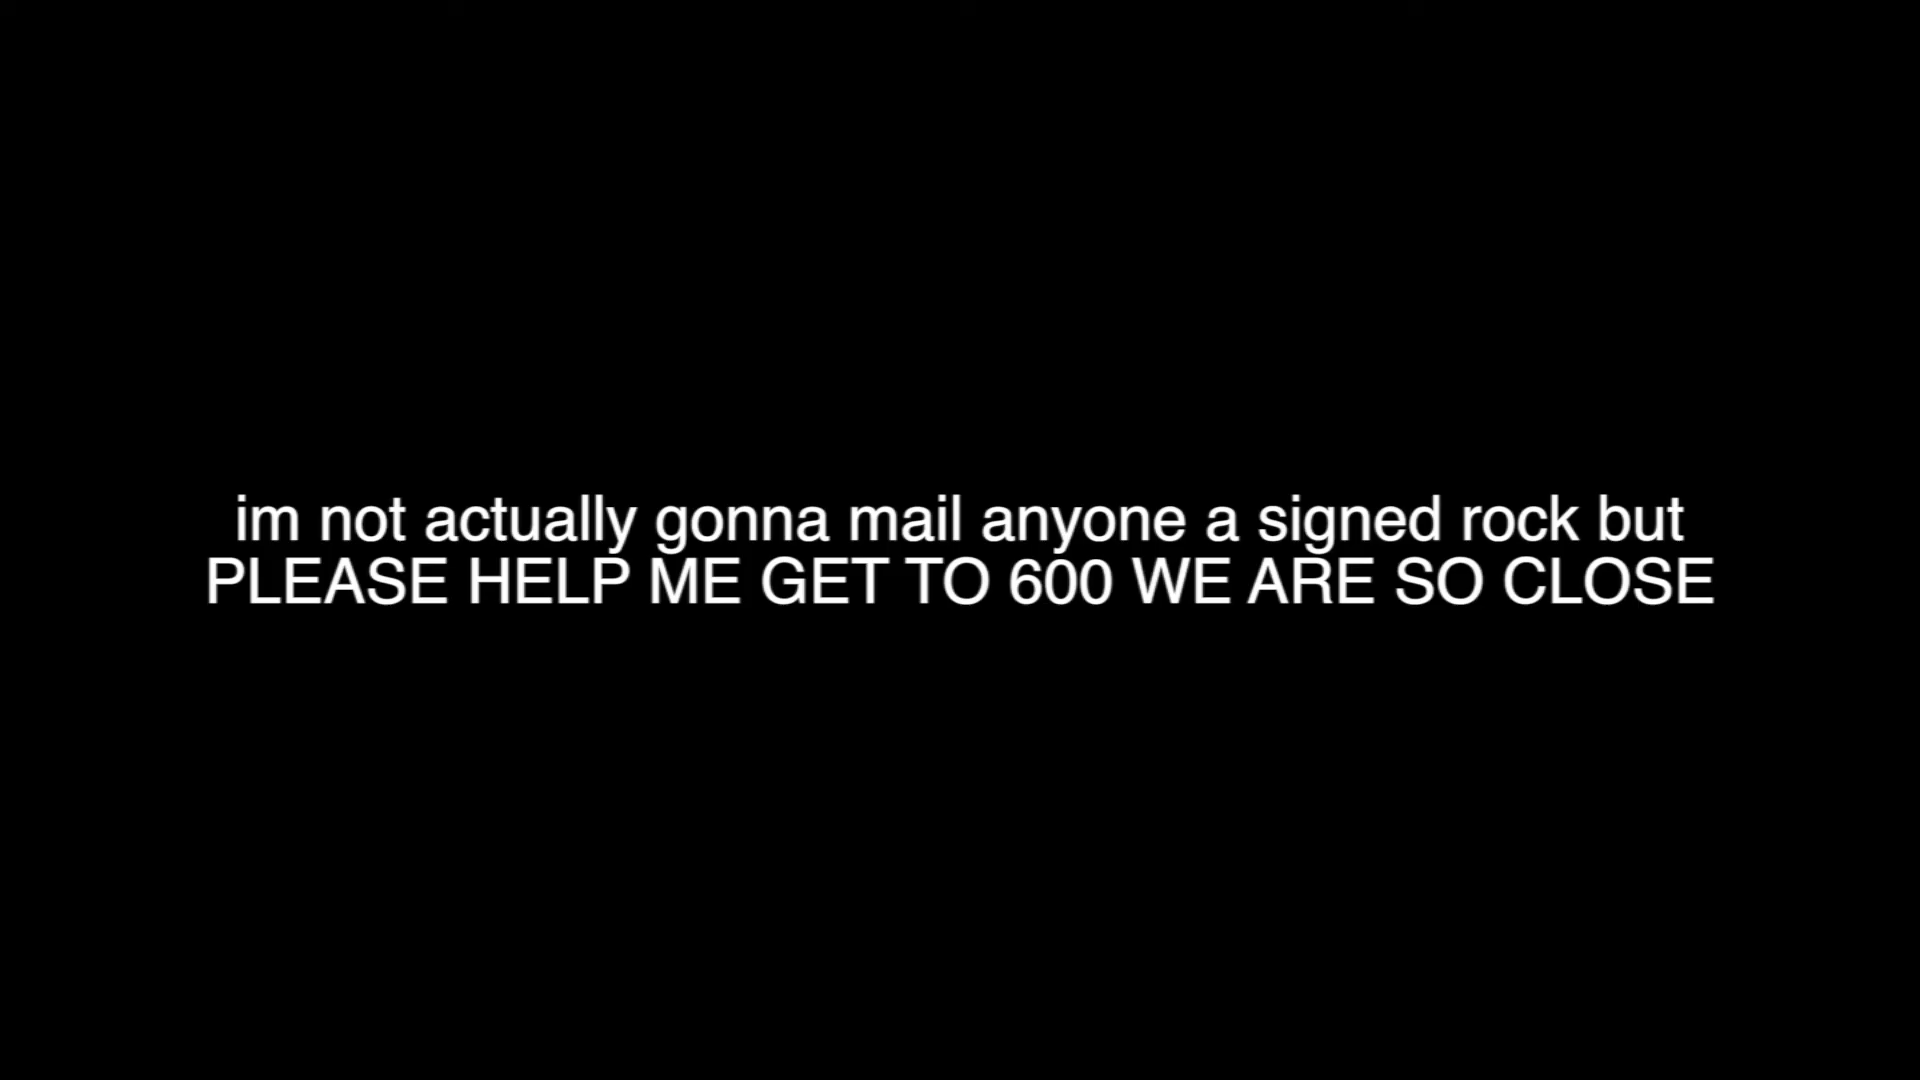 im not actually gonna mail anyone a signed rock but
PLEASE HELP ME GET TO 600 WE ARE SO CLOSE